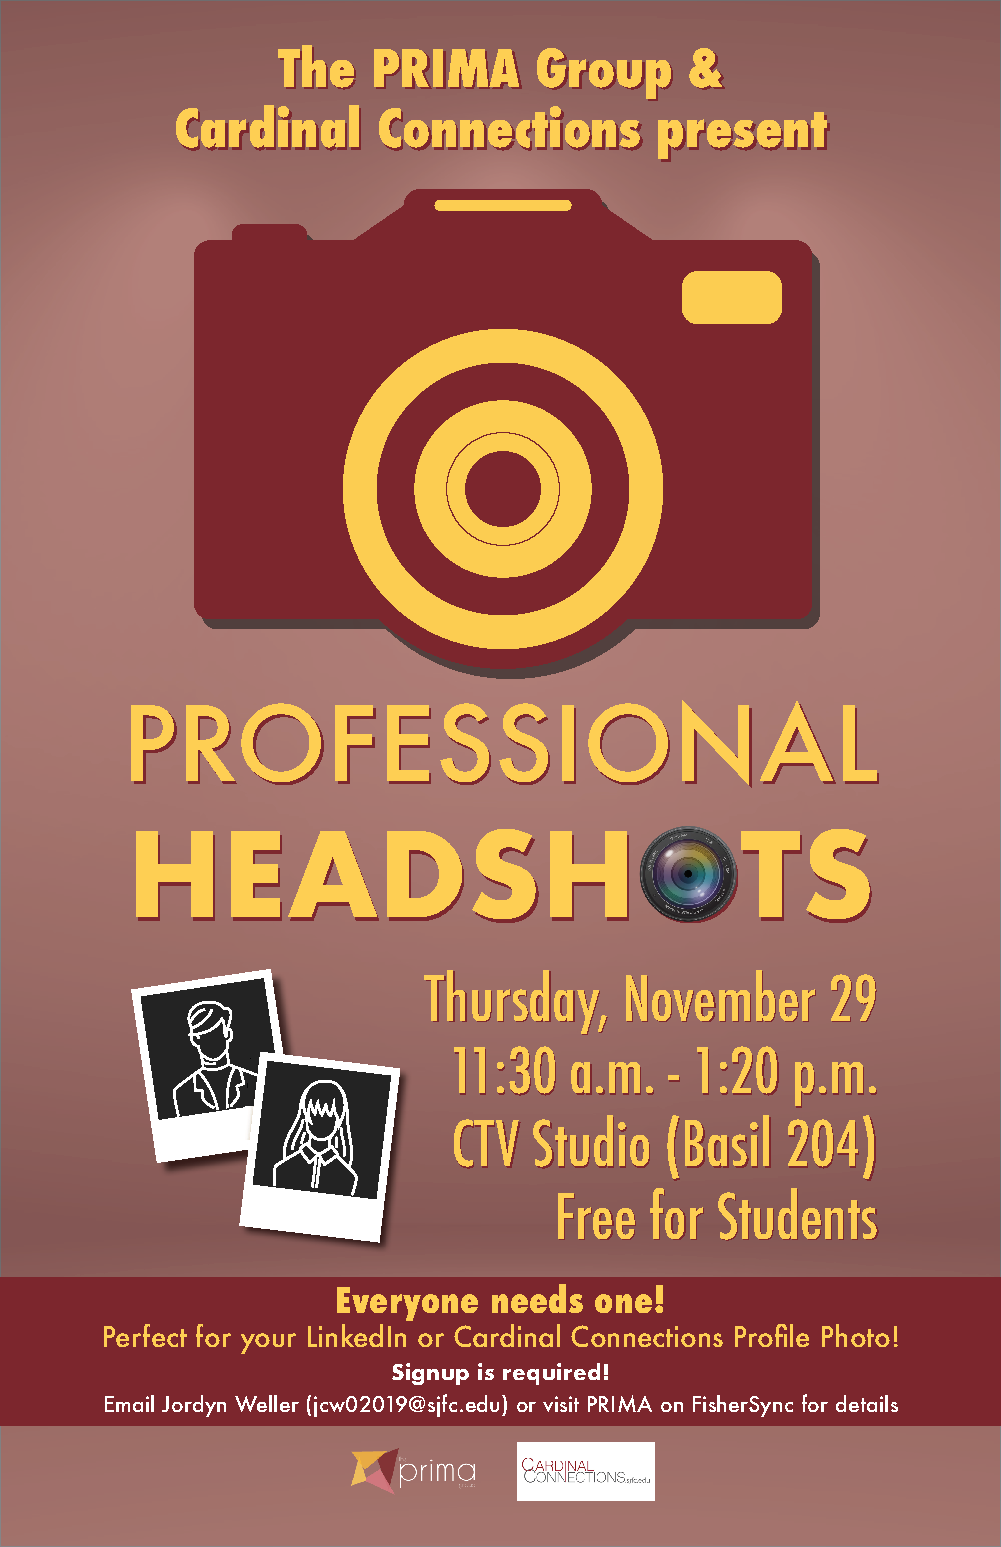 The PRIMA Group &
Cardinal Connections present
PROFESSIONAL
HEADSHOTS
Thursday, November 29
11:30 a.m. - 1:20 p.m.
CTV Studio (Basil 204)
Free for Students
Everyone needs one!
Perfect for your LinkedIn or Cardinal Connections Profile Photo!
Signup is required!
Email Jordyn Weller (jcw02019@sjfc.edu) or visit PRIMA on FisherSync for details
prima
CARDINAL
CONNECTIONS.sjfc.edu